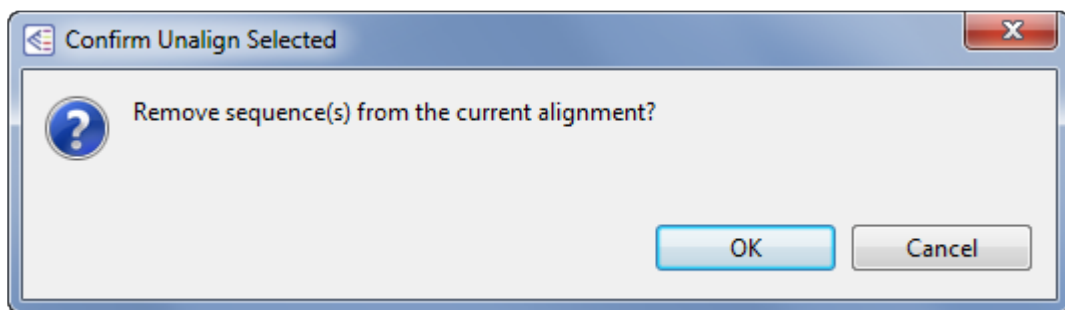 Confirm Unalign Selected
Remove sequence(s) from the current alignment?
OK
Cancel